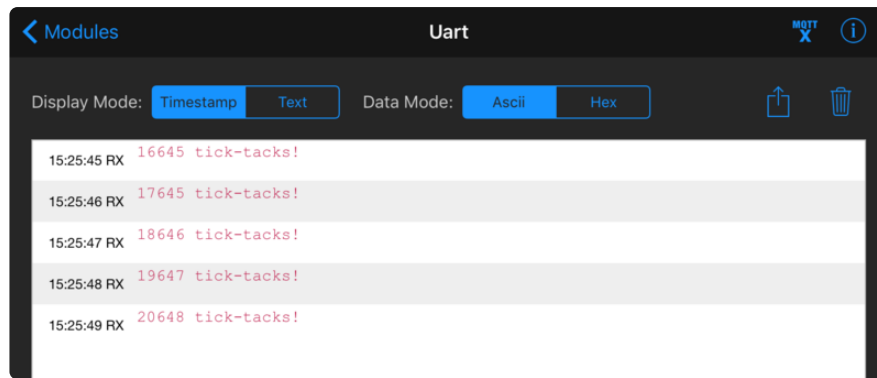 Modules Uart MQTT X i
Display Mode: Timestamp Text Data Mode: Ascii Hex
15:25:45 RX 16645 tick-tacks!
15:25:46 RX 17645 tick-tacks!
15:25:47 RX 18646 tick-tacks!
15:25:48 RX 19647 tick-tacks!
15:25:49 RX 20648 tick-tacks!